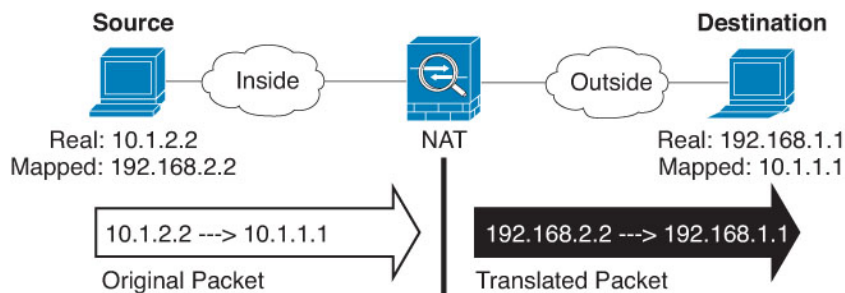 Source
Destination
Inside
Outside
NAT
Real: 10.1.2.2
Mapped: 192.168.2.2
Real: 192.168.1.1
Mapped: 10.1.1.1
10.1.2.2 ---> 10.1.1.1
192.168.2.2 ---> 192.168.1.1
Original Packet
Translated Packet